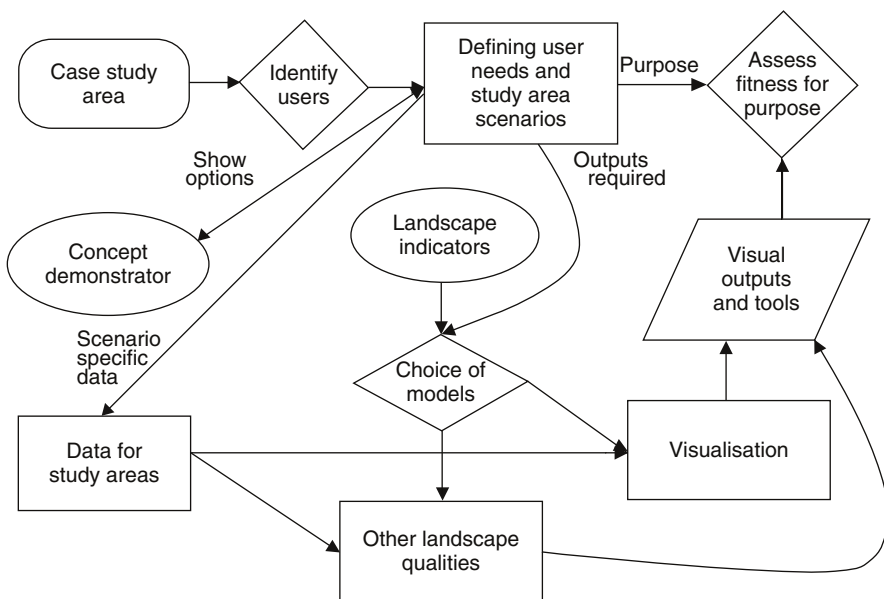 Case study
area
Identify
users
Defining user
needs and
study area
scenarios
Purpose
Assess
fitness for
purpose
Show
options
Outputs
required
Concept
demonstrator
Landscape
indicators
Visual
outputs
and tools
Scenario
specific
data
Choice of
models
Data for
study areas
Visualisation
Other landscape
qualities